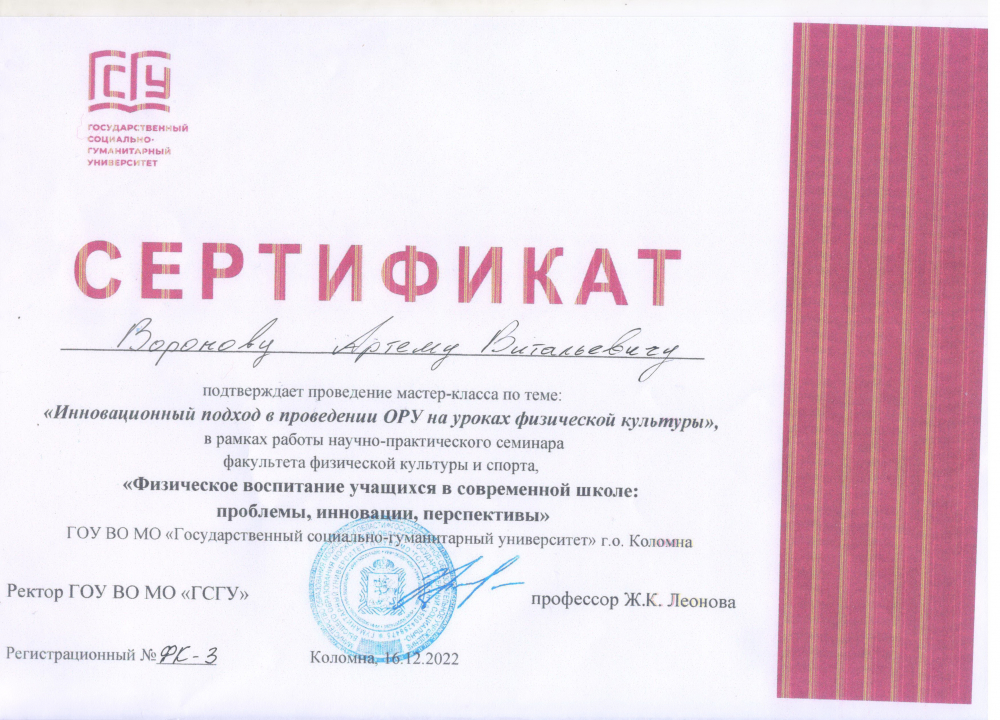 ГСГУ
ГОСУДАРСТВЕННЫЙ
СОЦИАЛЬНО-
ГУМАНИТАРНЫЙ
УНИВЕРСИТЕТ
СЕРТИФИКАТ
Воронову Артему Витальевичу
подтверждает проведение мастер-класса по теме:
«Инновационный подход в проведении ОРУ на уроках физической культуры»,
в рамках работы научно-практического семинара
факультета физической культуры и спорта,
«Физическое воспитание учащихся в современной школе:
проблемы, инновации, перспективы»
ГОУ ВО МО «Государственный социально-гуманитарный университет» г.о. Коломна
Ректор ГОУ ВО МО «ГСГУ»
профессор Ж.К. Леонова
Регистрационный № ФК-3
Коломна, 16.12.2022